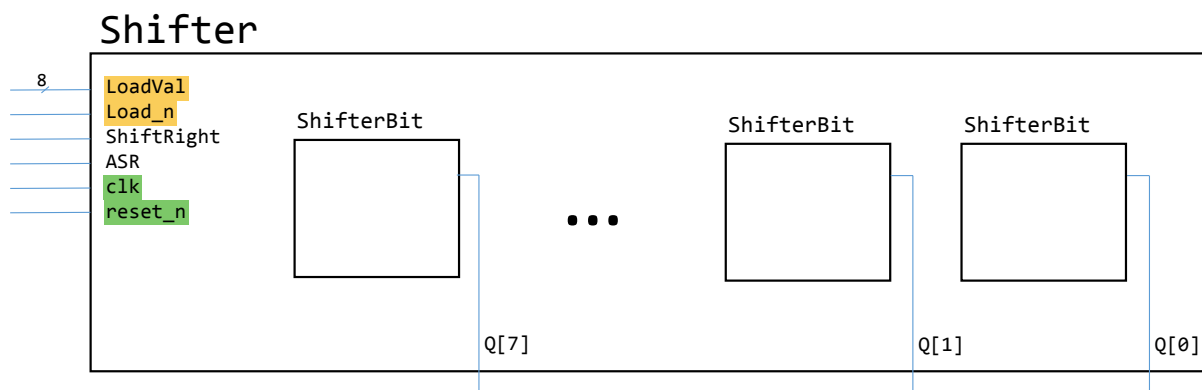 Shifter
8
LoadVal
Load_n
ShiftRight
ASR
clk
reset_n
ShifterBit
ShifterBit
ShifterBit
...
Q[7]
Q[1]
Q[0]